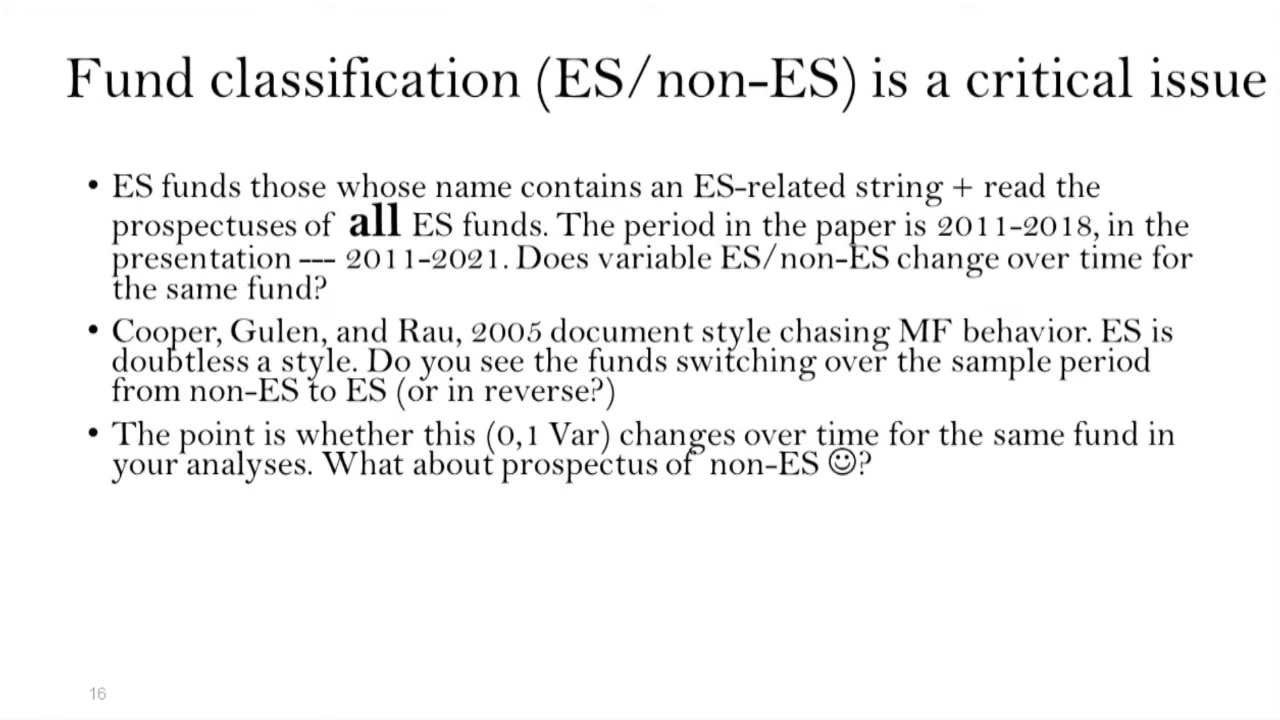 Fund classification (ES/non-ES) is a critical issue
• ES funds those whose name contains an ES-related string + read the
prospectuses of all ES funds. The period in the paper is 2011-2018, in the
presentation --- 2011-2021. Does variable ES/non-ES change over time for
the same fund?
• Cooper, Gulen, and Rau, 2005 document style chasing MF behavior. ES is
doubtless a style. Do you see the funds switching over the sample period
from non-ES to ES (or in reverse?)
• The point is whether this (0,1 Var) changes over time for the same fund in
your analyses. What about prospectus of non-ES ☺?
16